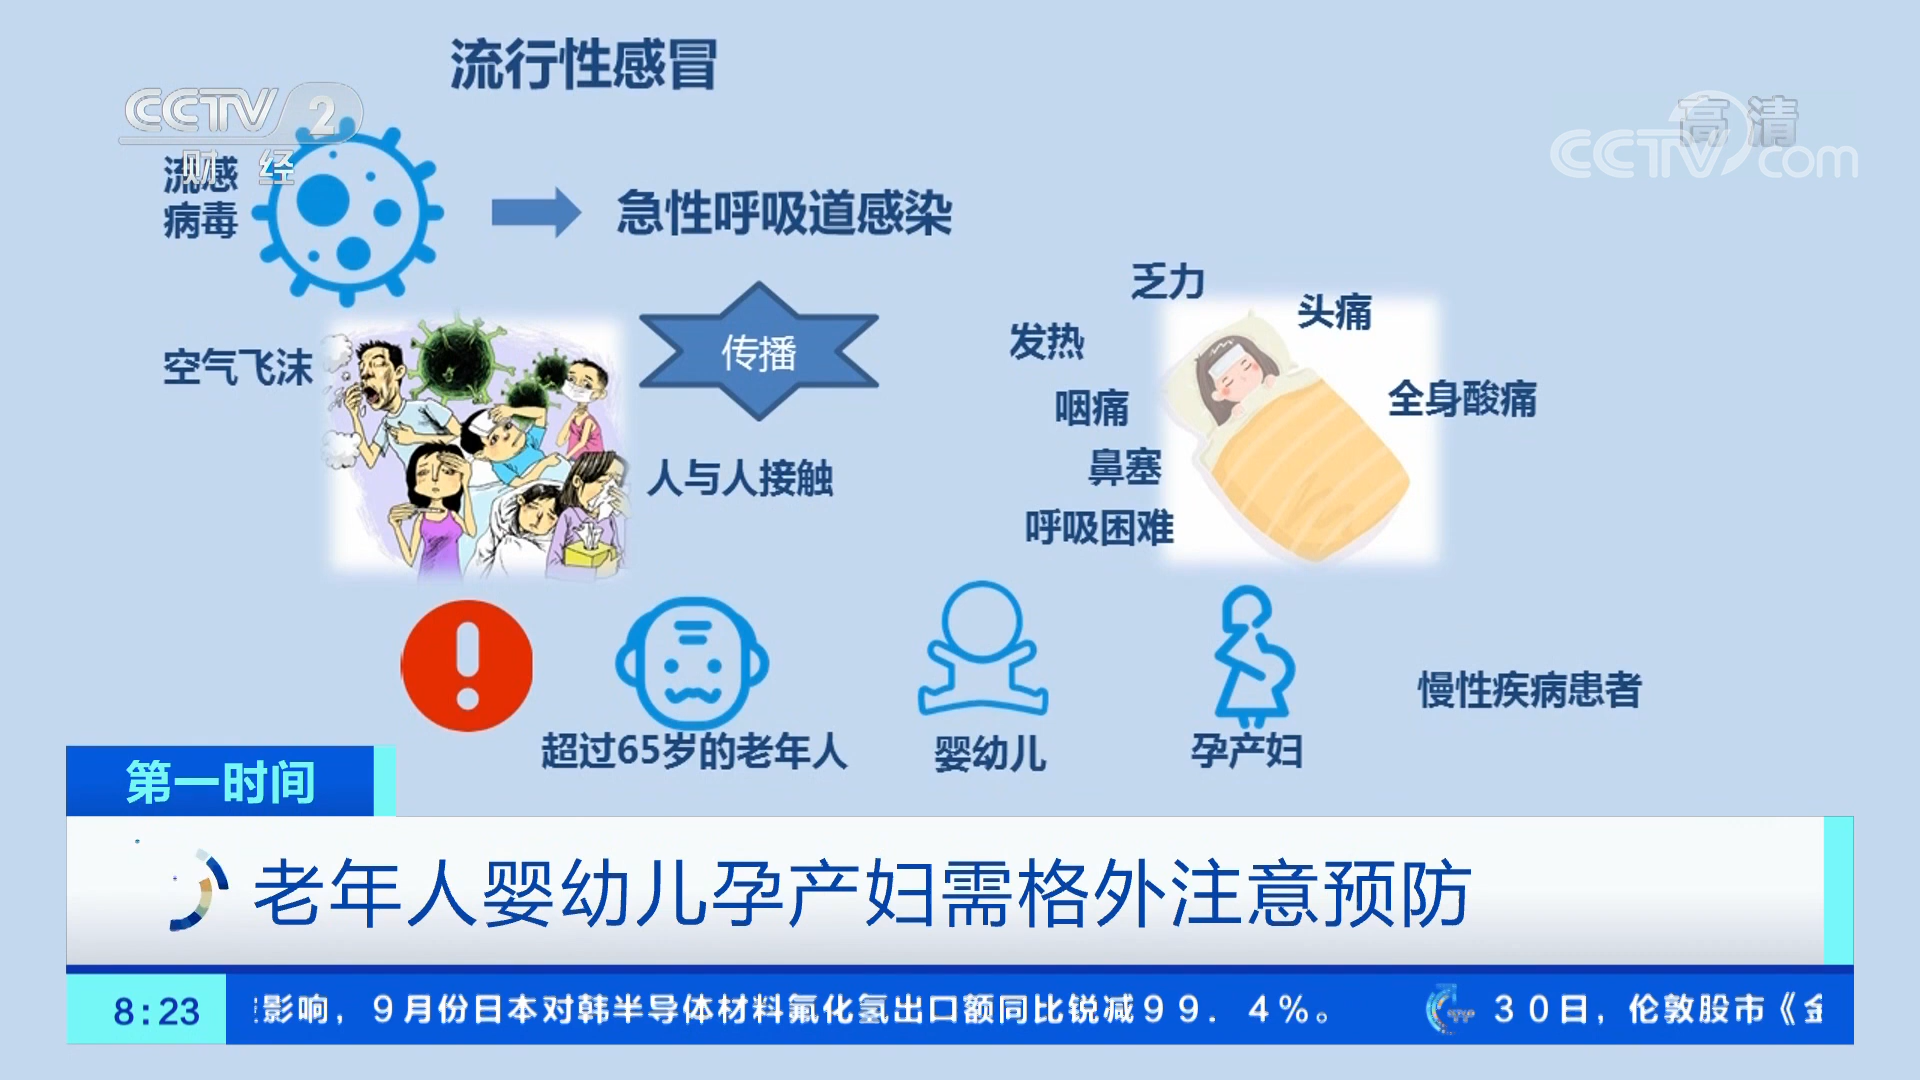 流行性感冒
CCTV 2
财 经
高清
CCTV.com
流感
病毒
急性呼吸道感染
空气飞沫
传播
人与人接触
乏力
头痛
发热
全身酸痛
咽痛
鼻塞
呼吸困难
超过65岁的老年人
婴幼儿
孕产妇
慢性疾病患者
第一时间
老年人婴幼儿孕产妇需格外注意预防
8:23
影响，9月份日本对韩半导体材料氟化氢出口额同比锐减99．4%。
30日，伦敦股市《金